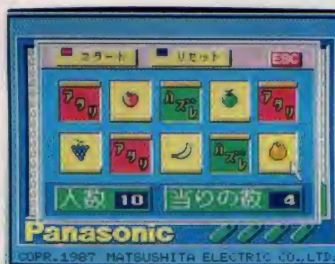 スタート リセット ESC
アタリ ハズレ アタリ
アタリ ハズレ
人数 10 当りの数 4
Panasonic
COPR.1987 MATSUSHITA ELECTRIC CO.,LTD